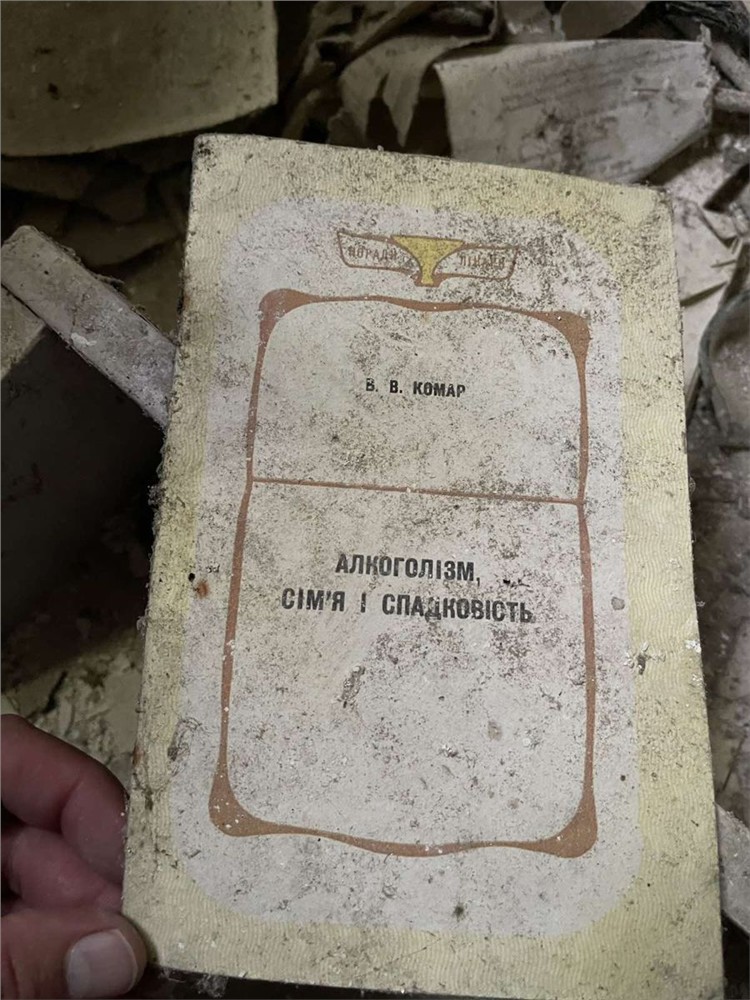 ПОРАДИ ЛІКАРЯ
В. В. КОМАР
АЛКОГОЛІЗМ,
СІМ'Я І СПАДКОВІСТЬ